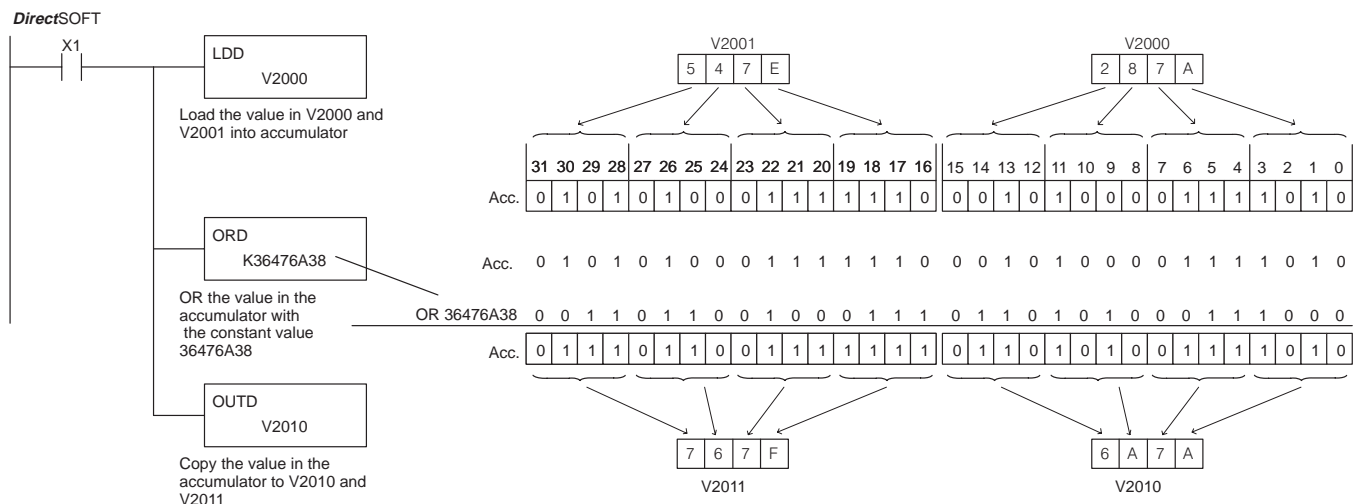 DirectSOFT
X1
LDD
V2000
Load the value in V2000 and
V2001 into accumulator
V2001
5 4 7 E
V2000
2 8 7 A
31 30 29 28 27 26 25 24 23 22 21 20 19 18 17 16 15 14 13 12 11 10 9 8 7 6 5 4 3 2 1 0
Acc. 0 1 0 1 0 1 0 0 0 1 1 1 1 1 1 0 0 0 1 0 1 0 0 0 0 1 1 1 1 0 1 0
ORD
K36476A38
OR the value in the
accumulator with
the constant value
36476A38
Acc. 0 1 0 1 0 1 0 0 0 1 1 1 1 1 1 0 0 0 1 0 1 0 0 0 0 1 1 1 1 0 1 0
OR 36476A38 0 0 1 1 0 1 1 0 0 1 0 0 0 1 1 1 0 1 1 0 1 0 1 0 0 0 1 1 1 0 0 0
Acc. 0 1 1 1 0 1 1 0 0 1 1 1 1 1 1 1 0 1 1 0 1 0 1 0 0 1 1 1 1 0 1 0
OUTD
V2010
Copy the value in the
accumulator to V2010 and
V2011
7 6 7 F
V2011
6 A 7 A
V2010